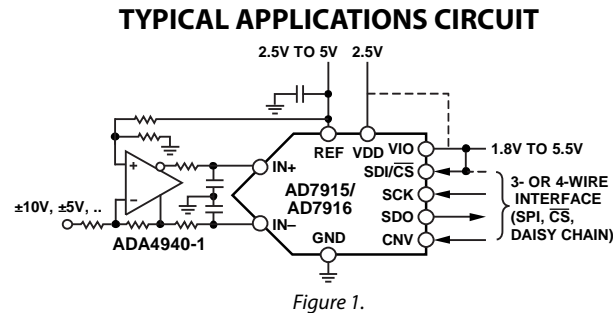 TYPICAL APPLICATIONS CIRCUIT
2.5V TO 5V
2.5V
REF
VDD
VIO
1.8V TO 5.5V
+
IN+
SDI/CS
AD7915/
AD7916
SCK
3- OR 4-WIRE
INTERFACE
(SPI, CS,
DAISY CHAIN)
±10V, ±5V, ..
−
IN−
SDO
ADA4940-1
GND
CNV
Figure 1.